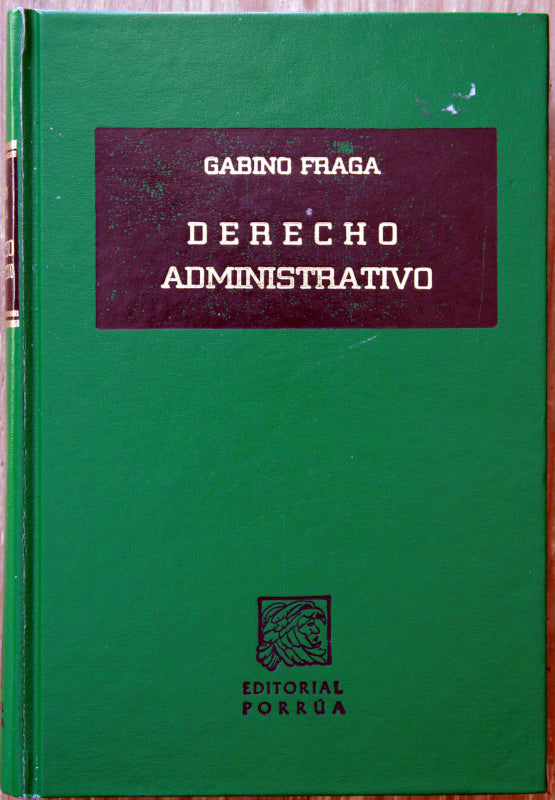 GABINO FRAGA
DERECHO
ADMINISTRATIVO
EDITORIAL
PORRÚA